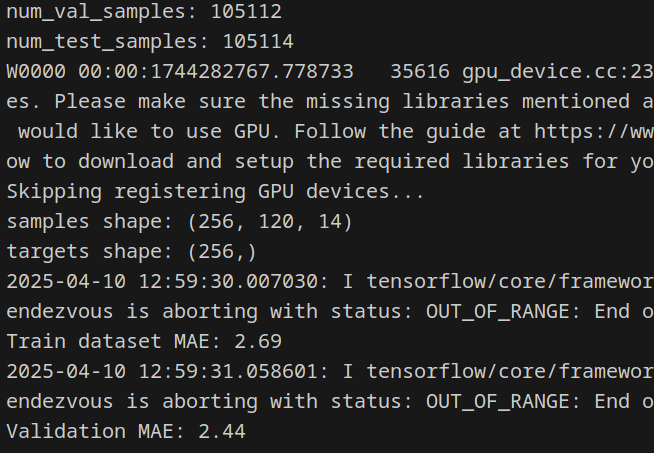 num_val_samples: 105112
num_test_samples: 105114
W0000 00:00:1744282767.778733   35616 gpu_device.cc:23
es. Please make sure the missing libraries mentioned a
 would like to use GPU. Follow the guide at https://ww
ow to download and setup the required libraries for yo
Skipping registering GPU devices...
samples shape: (256, 120, 14)
targets shape: (256,)
2025-04-10 12:59:30.007030: I tensorflow/core/framewor
endezvous is aborting with status: OUT_OF_RANGE: End o
Train dataset MAE: 2.69
2025-04-10 12:59:31.058601: I tensorflow/core/framewor
endezvous is aborting with status: OUT_OF_RANGE: End o
Validation MAE: 2.44